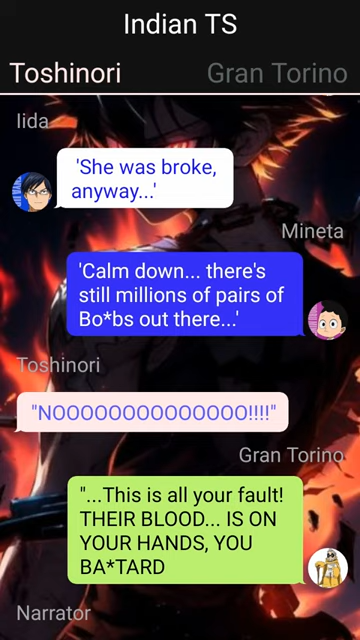 Indian TS
Toshinori
Gran Torino
Iida
'She was broke,
anyway...'
Mineta
'Calm down... there's
still millions of pairs of
Bo*bs out there...'
Toshinori
"NOOOOOOOOOOOOOO!!!!"
Gran Torino
"...This is all your fault!
THEIR BLOOD... IS ON
YOUR HANDS, YOU
BA*TARD
Narrator